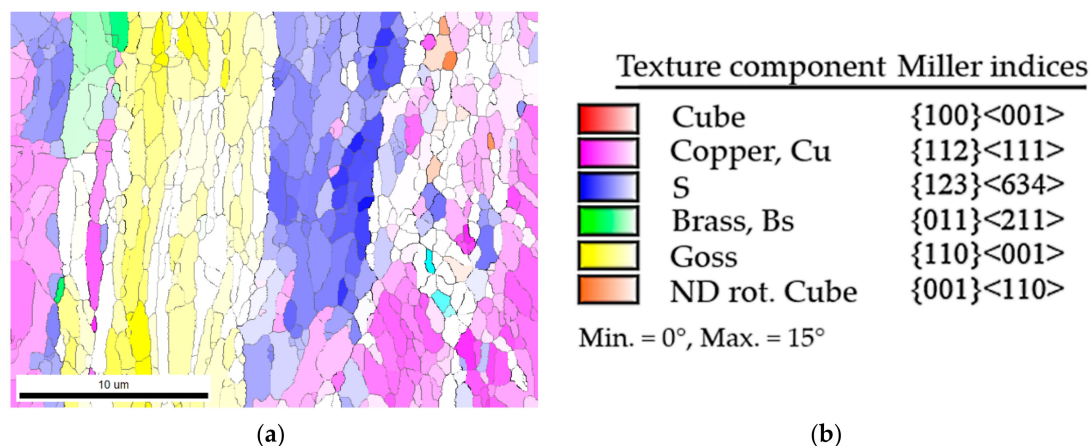 10 um
Texture component Miller indices
Cube {100}<001>
Copper, Cu {112}<111>
S {123}<634>
Brass, Bs {011}<211>
Goss {110}<001>
ND rot. Cube {001}<110>
Min. = 0°, Max. = 15°
(a) (b)